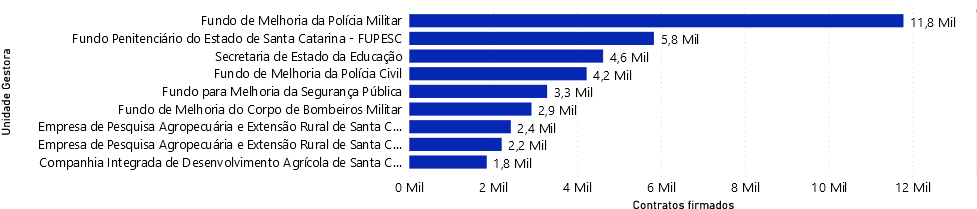 Unidade Gestora
Fundo de Melhoria da Polícia Militar 11,8 Mil
Fundo Penitenciário do Estado de Santa Catarina - FUPESC 5,8 Mil
Secretaria de Estado da Educação 4,6 Mil
Fundo de Melhoria da Polícia Civil 4,2 Mil
Fundo para Melhoria da Segurança Pública 3,3 Mil
Fundo de Melhoria do Corpo de Bombeiros Militar 2,9 Mil
Empresa de Pesquisa Agropecuária e Extensão Rural de Santa C... 2,4 Mil
Empresa de Pesquisa Agropecuária e Extensão Rural de Santa C... 2,2 Mil
Companhia Integrada de Desenvolvimento Agrícola de Santa C... 1,8 Mil
0 Mil 2 Mil 4 Mil 6 Mil 8 Mil 10 Mil 12 Mil
Contratos firmados